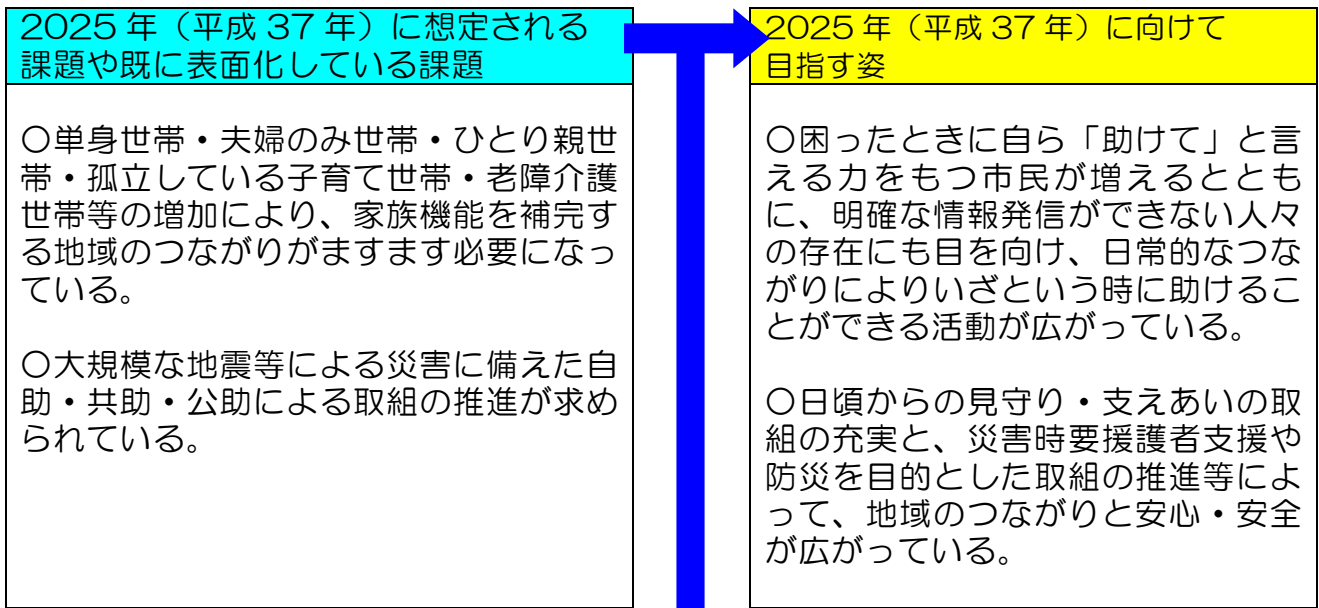 2025 年（平成 37 年）に想定される
課題や既に表面化している課題
〇単身世帯・夫婦のみ世帯・ひとり親世
帯・孤立している子育て世帯・老障介護
世帯等の増加により、家族機能を補完す
る地域のつながりがますます必要になっ
ている。
〇大規模な地震等による災害に備えた自
助・共助・公助による取組の推進が求め
られている。
2025 年（平成 37 年）に向けて
目指す姿
〇困ったときに自ら「助けて」と言
える力をもつ市民が増えるととも
に、明確な情報発信ができない人々
の存在にも目を向け、日常的なつな
がりによりいざという時に助けるこ
とができる活動が広がっている。
〇日頃からの見守り・支えあいの取
組の充実と、災害時要援護者支援や
防災を目的とした取組の推進等によ
って、地域のつながりと安心・安全
が広がっている。